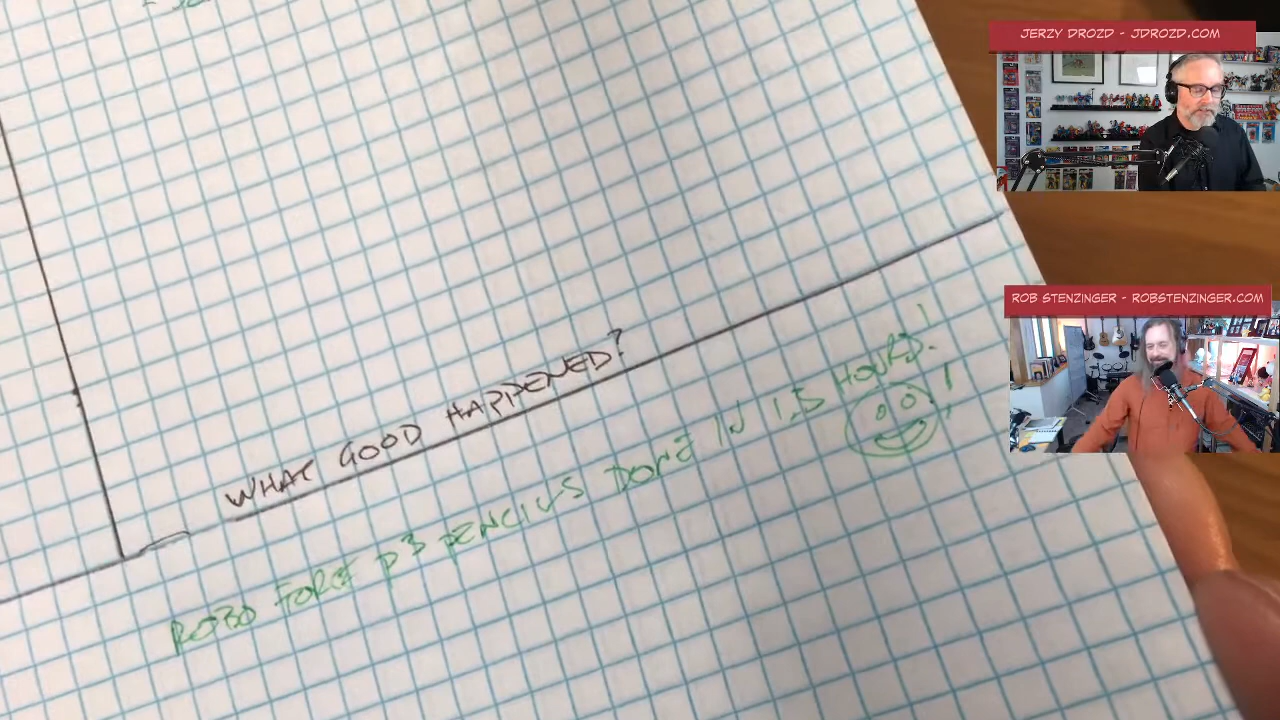 JERZY DROZD - JDROZD.COM
ROB STENZINGER - ROBSTENZINGER.COM
WHAT GOOD HAPPENED?
ROBO FORCE P3 PENCILS DONE IN 1.5 HOURS!